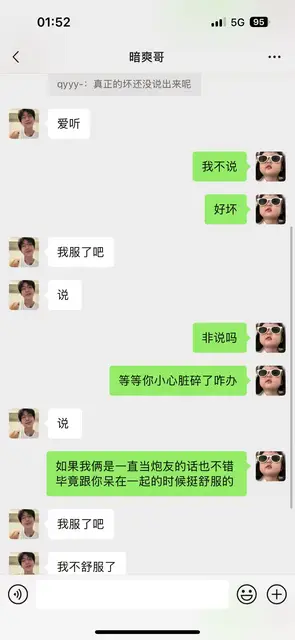 01:52
5G
95
暗爽哥
qyyy-：真正的坏还没说出来呢
爱听
我不说
好坏
我服了吧
说
非说吗
等等你小心脏碎了咋办
说
如果我俩是一直当炮友的话也不错
毕竟跟你呆在一起的时候挺舒服的
我服了吧
我不舒服了